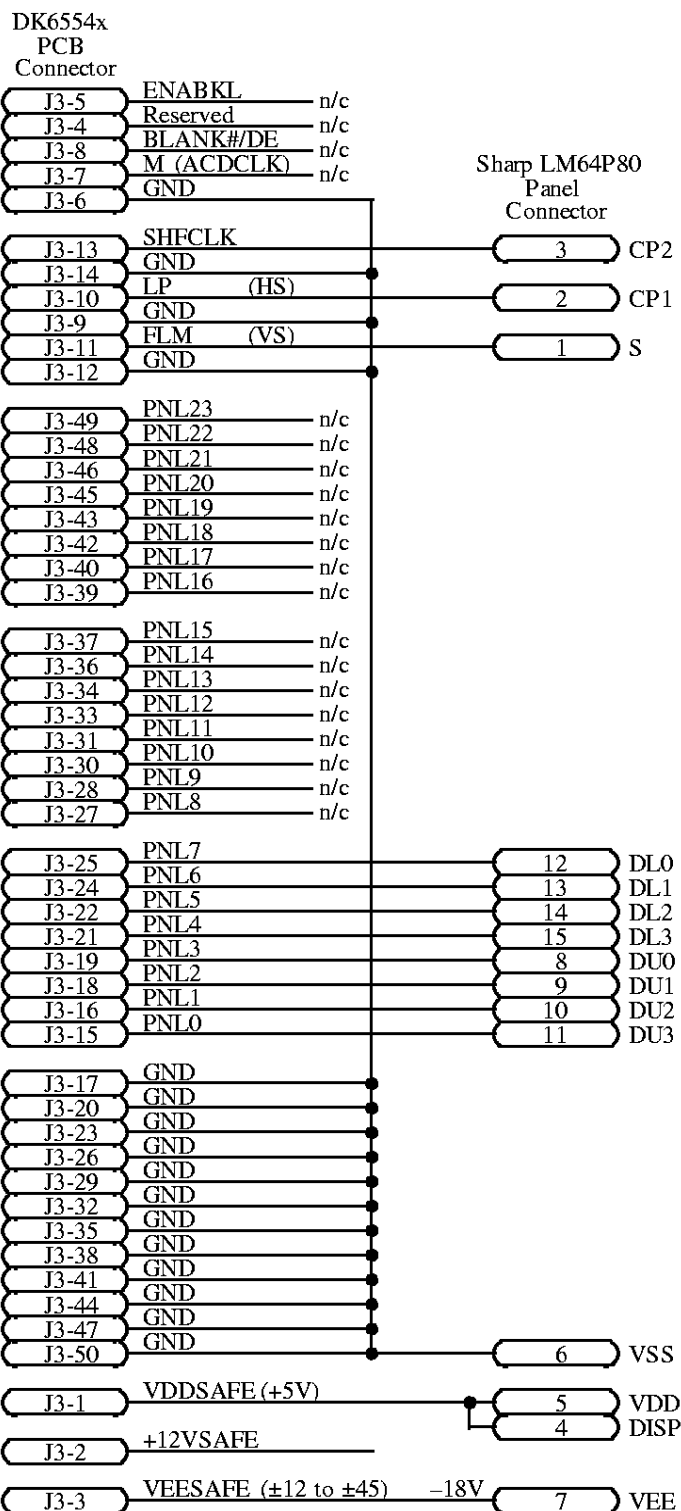 DK6554x
PCB
Connector
J3-5 ENABKL n/c
J3-4 Reserved n/c
J3-8 BLANK#/DE n/c
J3-7 M (ACDCLK) n/c
J3-6 GND
Sharp LM64P80
Panel
Connector
J3-13 SHFCLK 3 CP2
J3-14 GND
J3-10 LP (HS) 2 CP1
J3-9 GND
J3-11 FLM (VS) 1 S
J3-12 GND
J3-49 PNL23 n/c
J3-48 PNL22 n/c
J3-46 PNL21 n/c
J3-45 PNL20 n/c
J3-43 PNL19 n/c
J3-42 PNL18 n/c
J3-40 PNL17 n/c
J3-39 PNL16 n/c
J3-37 PNL15 n/c
J3-36 PNL14 n/c
J3-34 PNL13 n/c
J3-33 PNL12 n/c
J3-31 PNL11 n/c
J3-30 PNL10 n/c
J3-28 PNL9 n/c
J3-27 PNL8 n/c
J3-25 PNL7 12 DL0
J3-24 PNL6 13 DL1
J3-22 PNL5 14 DL2
J3-21 PNL4 15 DL3
J3-19 PNL3 8 DU0
J3-18 PNL2 9 DU1
J3-16 PNL1 10 DU2
J3-15 PNL0 11 DU3
J3-17 GND
J3-20 GND
J3-23 GND
J3-26 GND
J3-29 GND
J3-32 GND
J3-35 GND
J3-38 GND
J3-41 GND
J3-44 GND
J3-47 GND
J3-50 GND 6 VSS
J3-1 VDDSAFE (+5V) 5 VDD
4 DISP
J3-2 +12VSAFE
J3-3 VEESAFE (±12 to ±45) –18V 7 VEE